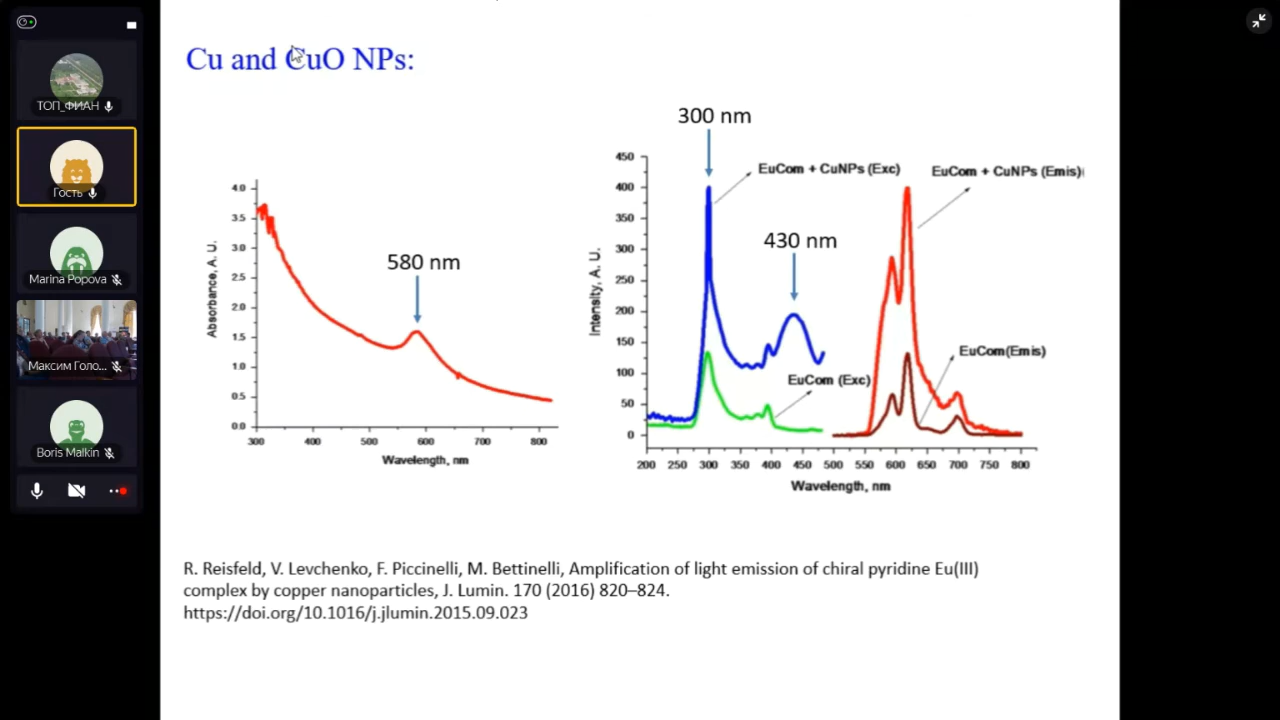 Cu and CuO NPs:
ТОП_ФИАН
Гость
Marina Popova
Максим Голо...
Boris Malkin
580 nm
4.0
3.5
3.0
2.5
2.0
1.5
1.0
0.5
0.0
Absorbance, A. U.
300 400 500 600 700 800
Wavelength, nm
300 nm
430 nm
EuCom + CuNPs (Exc)
EuCom + CuNPs (Emis)
EuCom (Exc)
EuCom(Emis)
450
400
350
300
250
200
150
100
50
0
Intensity, A. U.
200 250 300 350 400 450 500 550 600 650 700 750 800
Wavelength, nm
R. Reisfeld, V. Levchenko, F. Piccinelli, M. Bettinelli, Amplification of light emission of chiral pyridine Eu(III)
complex by copper nanoparticles, J. Lumin. 170 (2016) 820–824.
https://doi.org/10.1016/j.jlumin.2015.09.023